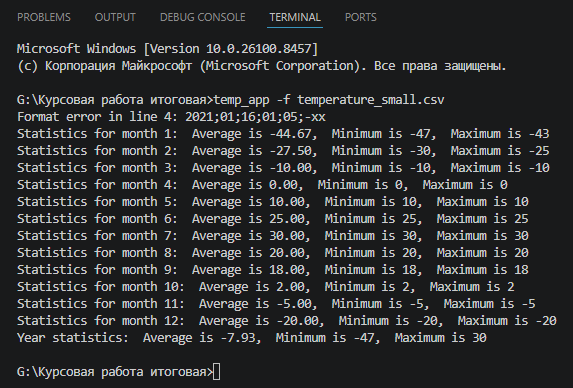 PROBLEMS OUTPUT DEBUG CONSOLE TERMINAL PORTS
Microsoft Windows [Version 10.0.26100.8457]
(c) Корпорация Майкрософт (Microsoft Corporation). Все права защищены.
G:\Курсовая работа итоговая>temp_app -f temperature_small.csv
Format error in line 4: 2021;01;16;01;05;-xx
Statistics for month 1:  Average is -44.67,  Minimum is -47,  Maximum is -43
Statistics for month 2:  Average is -27.50,  Minimum is -30,  Maximum is -25
Statistics for month 3:  Average is -10.00,  Minimum is -10,  Maximum is -10
Statistics for month 4:  Average is 0.00,  Minimum is 0,  Maximum is 0
Statistics for month 5:  Average is 10.00,  Minimum is 10,  Maximum is 10
Statistics for month 6:  Average is 25.00,  Minimum is 25,  Maximum is 25
Statistics for month 7:  Average is 30.00,  Minimum is 30,  Maximum is 30
Statistics for month 8:  Average is 20.00,  Minimum is 20,  Maximum is 20
Statistics for month 9:  Average is 18.00,  Minimum is 18,  Maximum is 18
Statistics for month 10:  Average is 2.00,  Minimum is 2,  Maximum is 2
Statistics for month 11:  Average is -5.00,  Minimum is -5,  Maximum is -5
Statistics for month 12:  Average is -20.00,  Minimum is -20,  Maximum is -20
Year statistics:  Average is -7.93,  Minimum is -47,  Maximum is 30
G:\Курсовая работа итоговая>